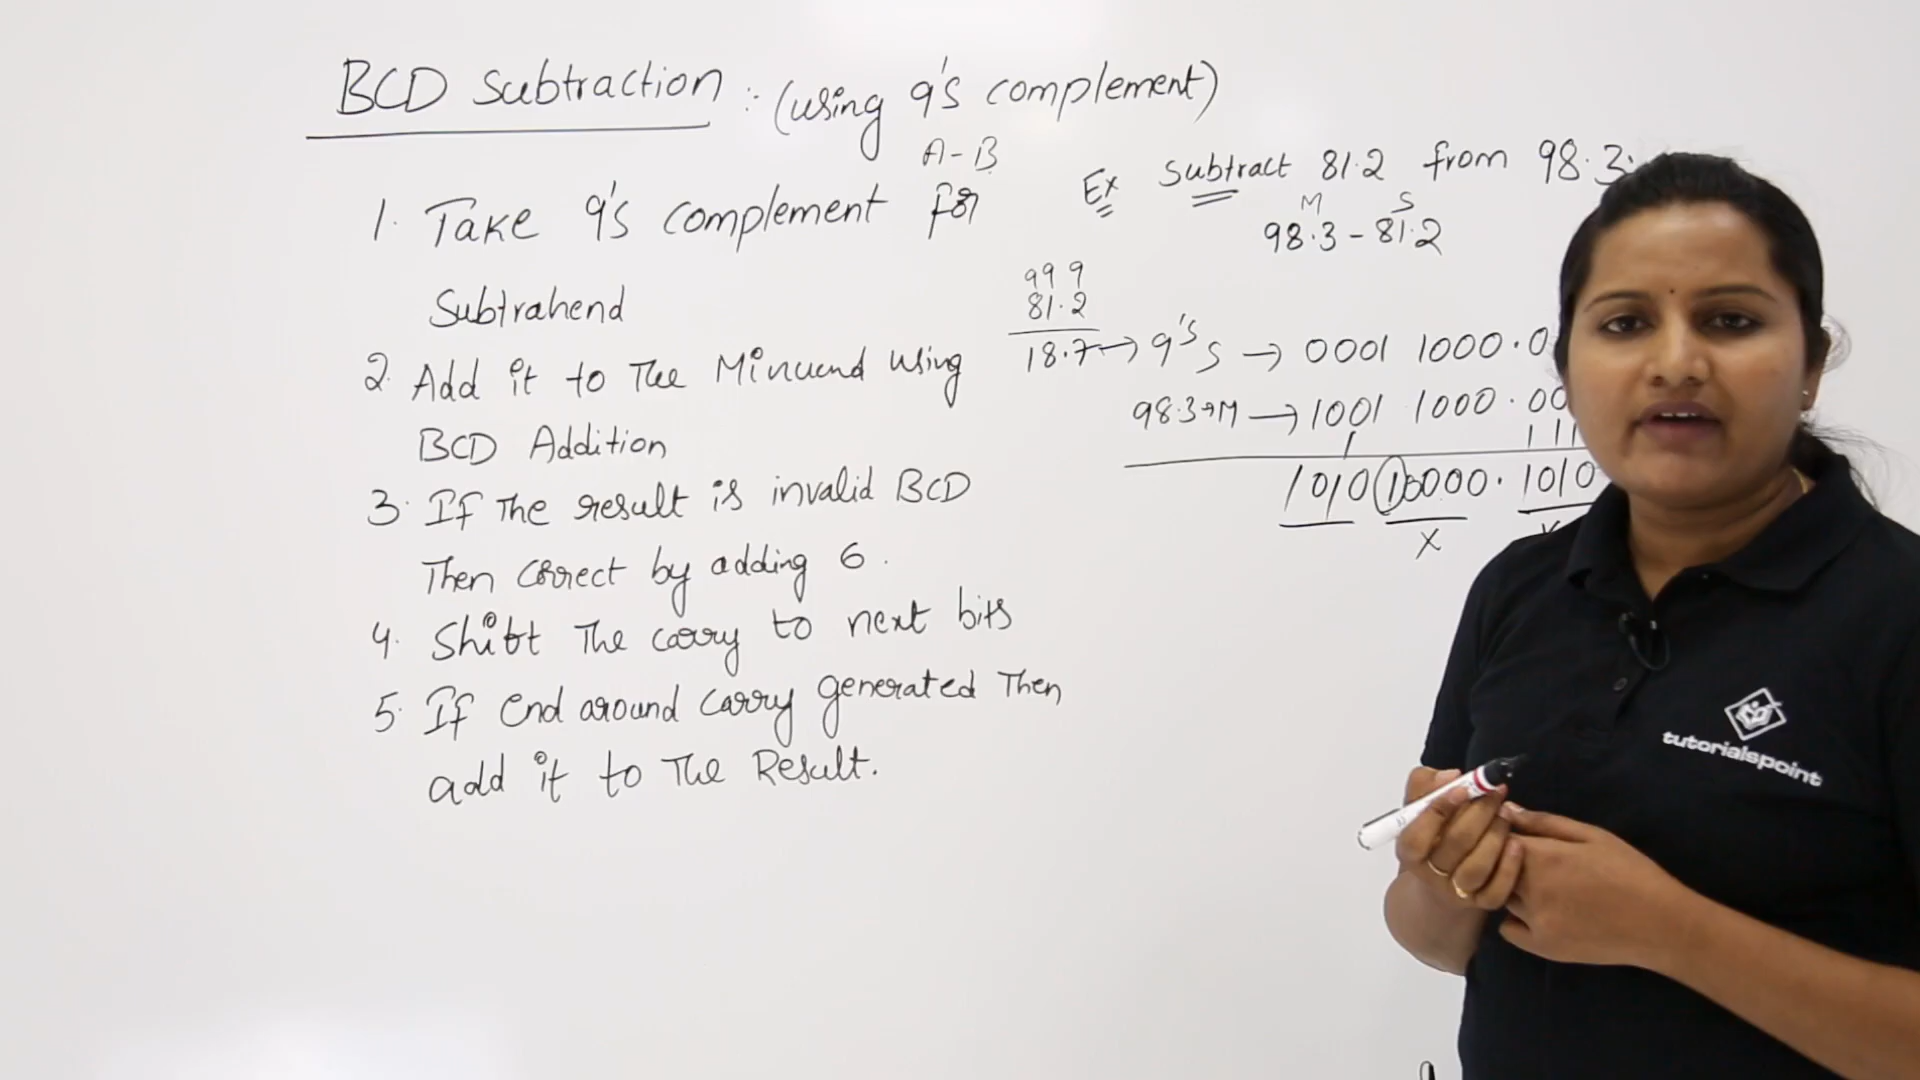 BCD Subtraction : (using 9's complement)
A-B
1. Take 9's complement for
Subtrahend
2. Add it to The Minuend using
BCD Addition
3. If The result is invalid BCD
Then correct by adding 6.
4. Shift The carry to next bits
5. If end around carry generated Then
add it to The Result.
Ex Subtract 81.2 from 98.3
M S
98.3 - 81.2
99 9
81.2
18.7 → 9's S → 0001 1000.0
98.3 → M → 1001 1000.00
1 1 1 1
1010 10000. 1010
x
tutorialspoint